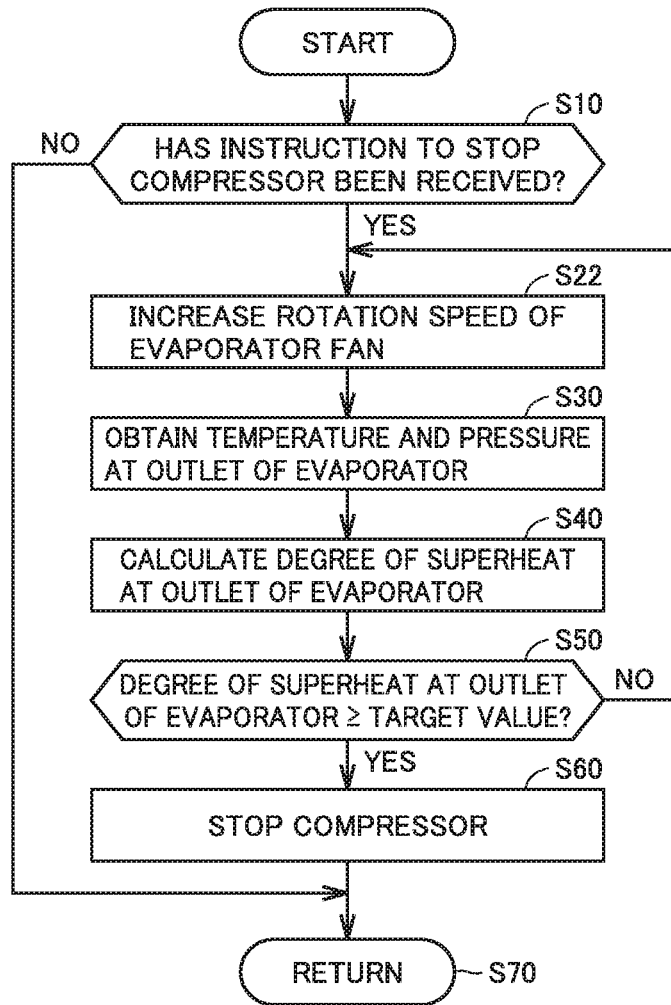 START
S10
NO
HAS INSTRUCTION TO STOP
COMPRESSOR BEEN RECEIVED?
YES
S22
INCREASE ROTATION SPEED OF
EVAPORATOR FAN
S30
OBTAIN TEMPERATURE AND PRESSURE
AT OUTLET OF EVAPORATOR
S40
CALCULATE DEGREE OF SUPERHEAT
AT OUTLET OF EVAPORATOR
S50
DEGREE OF SUPERHEAT AT OUTLET
OF EVAPORATOR ≥ TARGET VALUE?
NO
YES
S60
STOP COMPRESSOR
RETURN
S70